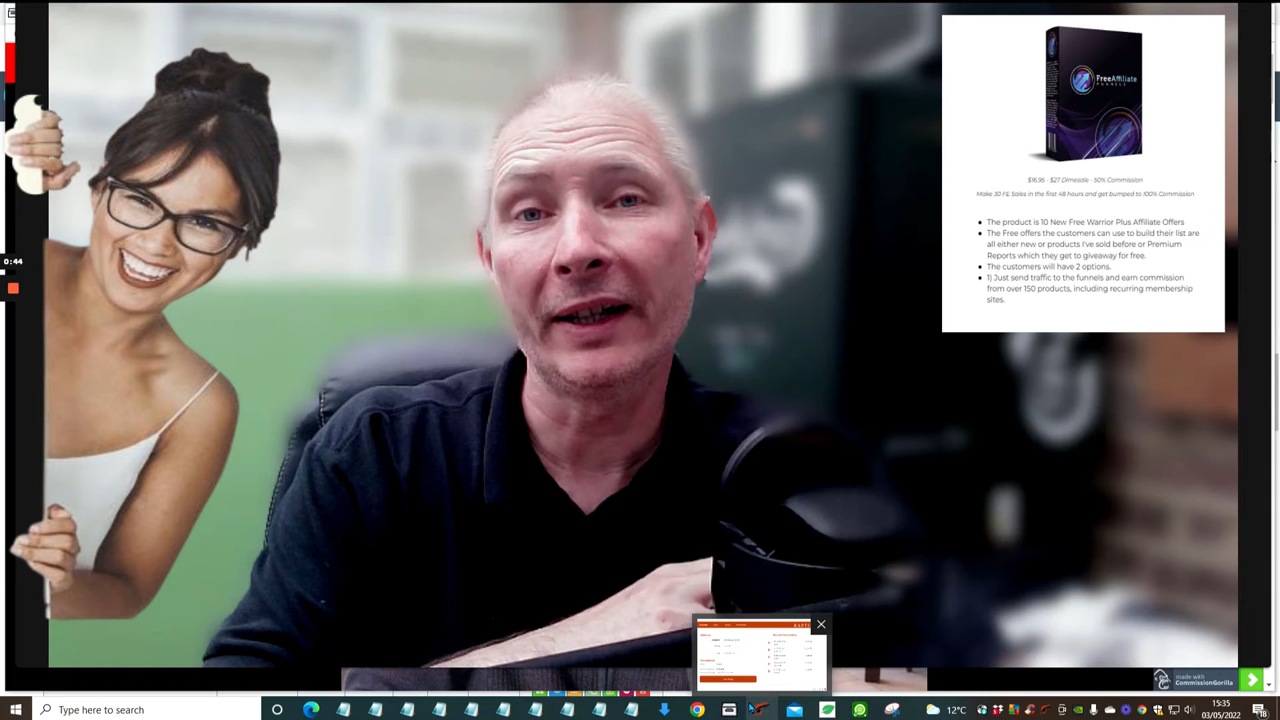 FreeAffiliate
FUNNELS
$16.95 - $27 Dimesale - 50% Commission
Make 30 FE Sales in the first 48 hours and get bumped to 100% Commission
The product is 10 New Free Warrior Plus Affiliate Offers
The Free offers the customers can use to build their list are
all either new or products I've sold before or Premium
Reports which they get to giveaway for free.
The customers will have 2 options.
1) Just send traffic to the funnels and earn commission
from over 150 products, including recurring membership
sites.
0:44
made with
CommissionGorilla
Type here to search
12°C
15:35
03/05/2022